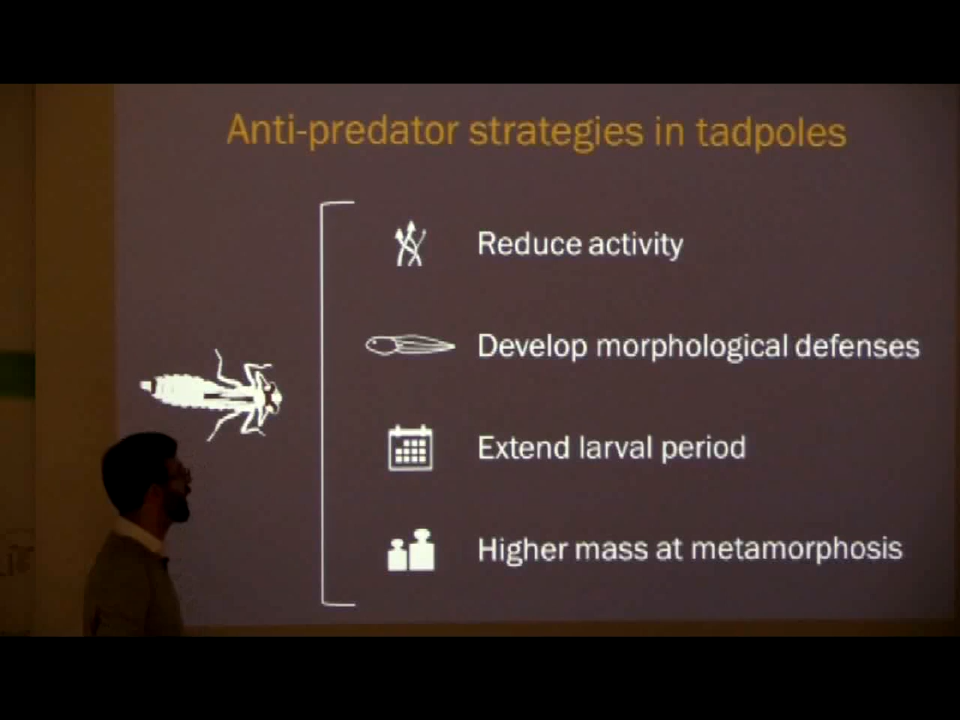 Anti-predator strategies in tadpoles
Reduce activity
Develop morphological defenses
Extend larval period
Higher mass at metamorphosis